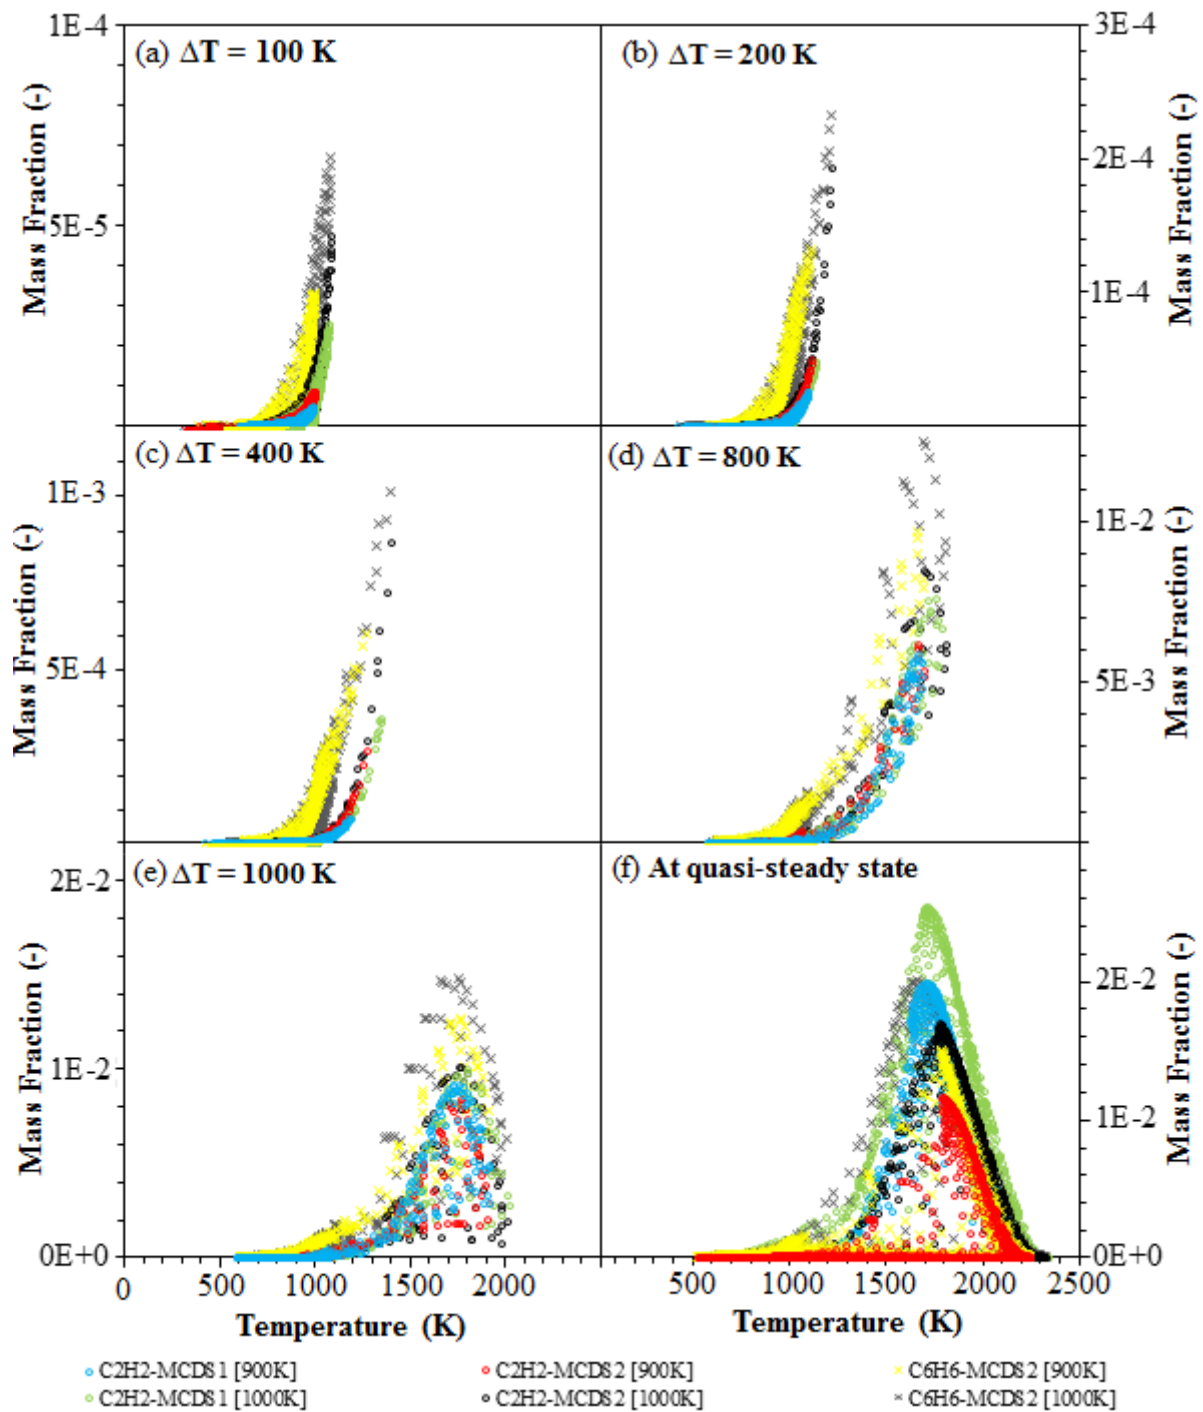 1E-4
5E-5
Mass Fraction (-)
(a) ΔT = 100 K
(b) ΔT = 200 K
3E-4
2E-4
1E-4
Mass Fraction (-)
(c) ΔT = 400 K
1E-3
5E-4
Mass Fraction (-)
(d) ΔT = 800 K
1E-2
5E-3
Mass Fraction (-)
(e) ΔT = 1000 K
2E-2
1E-2
0E+0
Mass Fraction (-)
(f) At quasi-steady state
2E-2
1E-2
0E+0
Mass Fraction (-)
0 500 1000 1500 2000
500 1000 1500 2000 2500
Temperature (K)
Temperature (K)
C2H2-MCDS1 [900K]
C2H2-MCDS2 [900K]
C6H6-MCDS2 [900K]
C2H2-MCDS1 [1000K]
C2H2-MCDS2 [1000K]
C6H6-MCDS2 [1000K]